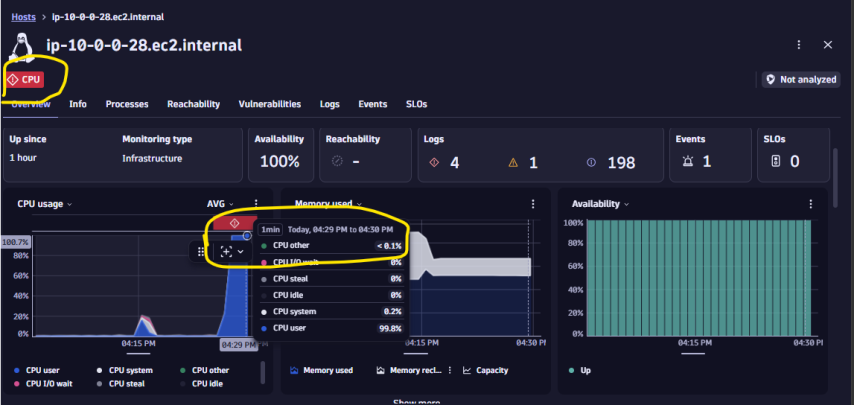 Hosts > ip-10-0-0-28.ec2.internal
ip-10-0-0-28.ec2.internal
CPU
Not analyzed
Overview Info Processes Reachability Vulnerabilities Logs Events SLOs
Up since Monitoring type Availability Reachability Logs Events SLOs
1 hour Infrastructure 100% - 4 1 198 1 0
CPU usage AVG Memory used Availability
1min Today, 04:29 PM to 04:30 PM
CPU other < 0.1%
CPU I/O wait 0%
CPU steal 0%
CPU idle 0%
CPU system 0.2%
CPU user 99.8%
100.7%
80%
60%
40%
20%
0%
04:15 PM 04:29 PM
04:15 PM 04:30 PM
100%
80%
60%
40%
20%
0%
04:15 PM 04:30 PM
CPU user CPU system CPU other
CPU I/O wait CPU steal CPU idle
Memory used Memory recl... Capacity
Up
Show more